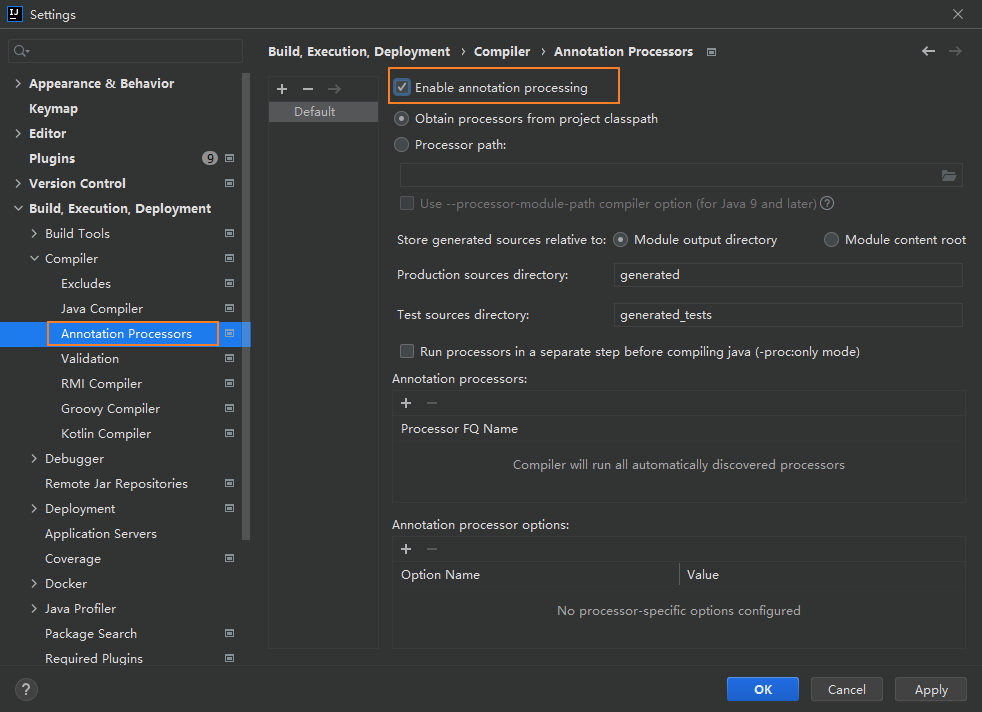 Settings
Appearance & Behavior
Keymap
Editor
Plugins 9
Version Control
Build, Execution, Deployment
Build Tools
Compiler
Excludes
Java Compiler
Annotation Processors
Validation
RMI Compiler
Groovy Compiler
Kotlin Compiler
Debugger
Remote Jar Repositories
Deployment
Application Servers
Coverage
Docker
Java Profiler
Package Search
Required Plugins
Build, Execution, Deployment › Compiler › Annotation Processors
Default
Enable annotation processing
Obtain processors from project classpath
Processor path:
Use --processor-module-path compiler option (for Java 9 and later) ?
Store generated sources relative to: Module output directory Module content root
Production sources directory: generated
Test sources directory: generated_tests
Run processors in a separate step before compiling java (-proc:only mode)
Annotation processors:
Processor FQ Name
Compiler will run all automatically discovered processors
Annotation processor options:
Option Name Value
No processor-specific options configured
? OK Cancel Apply